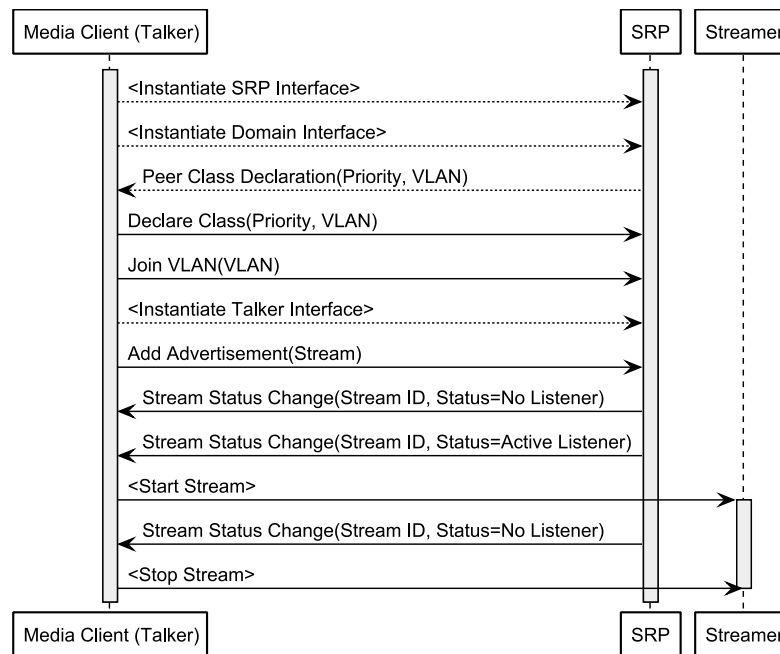 Media Client (Talker)
SRP
Streamer
<Instantiate SRP Interface>
<Instantiate Domain Interface>
Peer Class Declaration(Priority, VLAN)
Declare Class(Priority, VLAN)
Join VLAN(VLAN)
<Instantiate Talker Interface>
Add Advertisement(Stream)
Stream Status Change(Stream ID, Status=No Listener)
Stream Status Change(Stream ID, Status=Active Listener)
<Start Stream>
Stream Status Change(Stream ID, Status=No Listener)
<Stop Stream>
Media Client (Talker)
SRP
Streamer